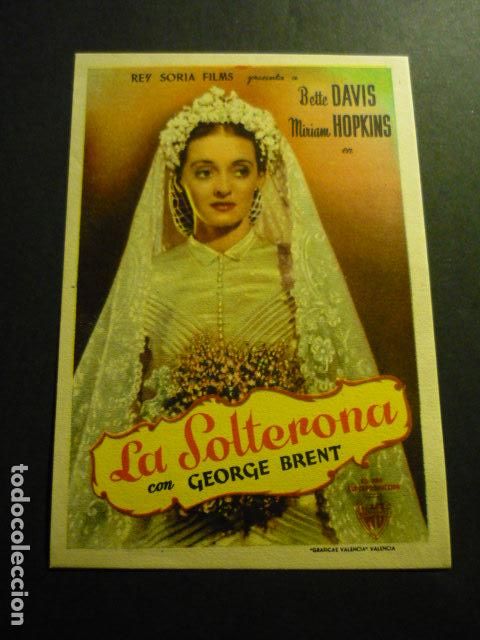 REY SORIA FILMS presenta a
Bette DAVIS
Miriam HOPKINS
en
La Solterona
con GEORGE BRENT
"GRAFICAS VALENCIA" VALENCIA
todocoleccion